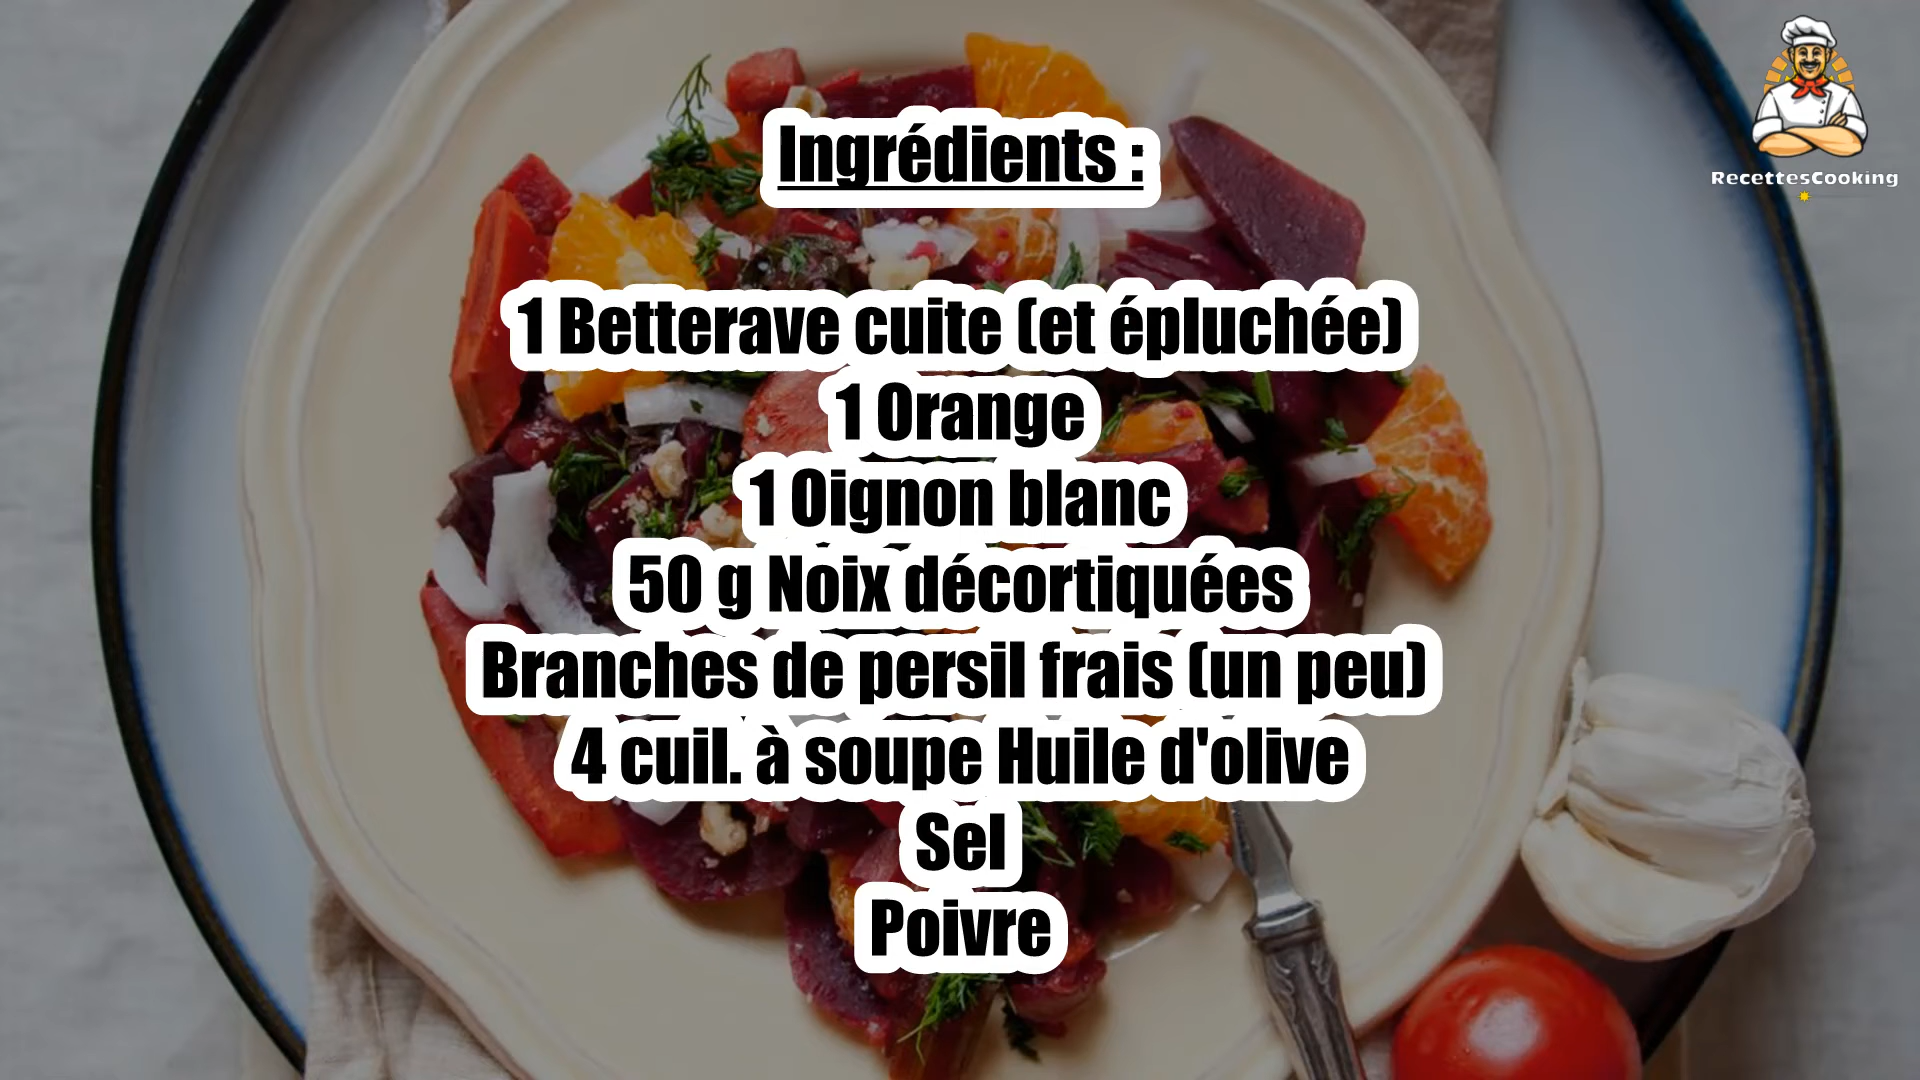 RecettesCooking
Ingrédients :
1 Betterave cuite (et épluchée)
1 Orange
1 Oignon blanc
50 g Noix décortiquées
Branches de persil frais (un peu)
4 cuil. à soupe Huile d'olive
Sel
Poivre